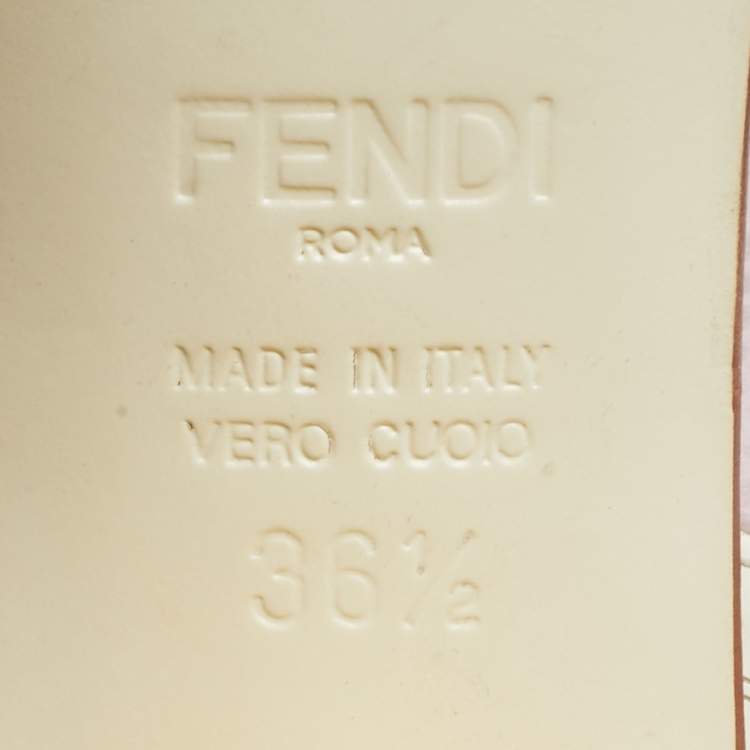 FENDI
ROMA
MADE IN ITALY
VERO CUOIO
36½